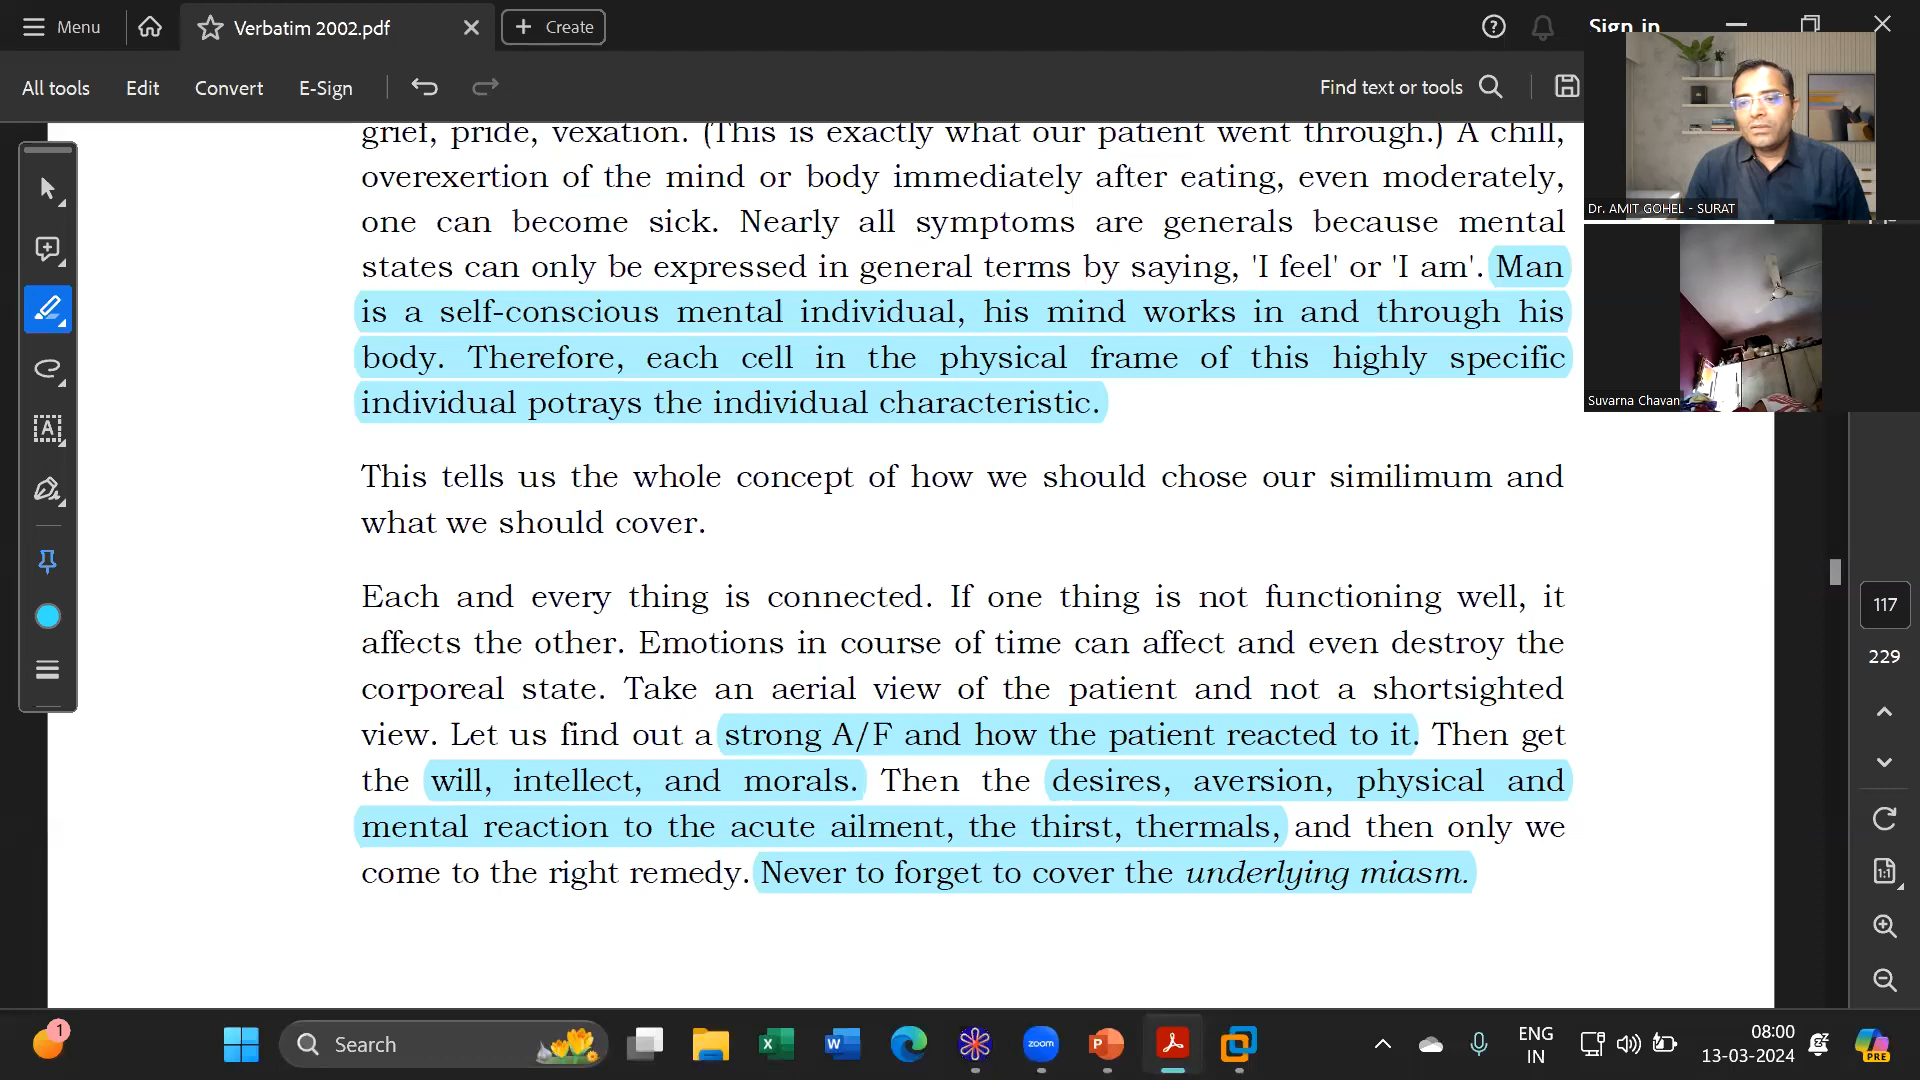 Menu
Verbatim 2002.pdf
Create
Sign in
All tools
Edit
Convert
E-Sign
Find text or tools
grief, pride, vexation. (This is exactly what our patient went through.) A chill,
overexertion of the mind or body immediately after eating, even moderately,
one can become sick. Nearly all symptoms are generals because mental
states can only be expressed in general terms by saying, 'I feel' or 'I am'. Man
is a self-conscious mental individual, his mind works in and through his
body. Therefore, each cell in the physical frame of this highly specific
individual potrays the individual characteristic.
This tells us the whole concept of how we should chose our similimum and
what we should cover.
Each and every thing is connected. If one thing is not functioning well, it
affects the other. Emotions in course of time can affect and even destroy the
corporeal state. Take an aerial view of the patient and not a shortsighted
view. Let us find out a strong A/F and how the patient reacted to it. Then get
the will, intellect, and morals. Then the desires, aversion, physical and
mental reaction to the acute ailment, the thirst, thermals, and then only we
come to the right remedy. Never to forget to cover the underlying miasm.
Dr. AMIT GOHEL - SURAT
Suvarna Chavan
117
229
1:1
1
Search
zoom
ENG
IN
08:00
13-03-2024
PRE